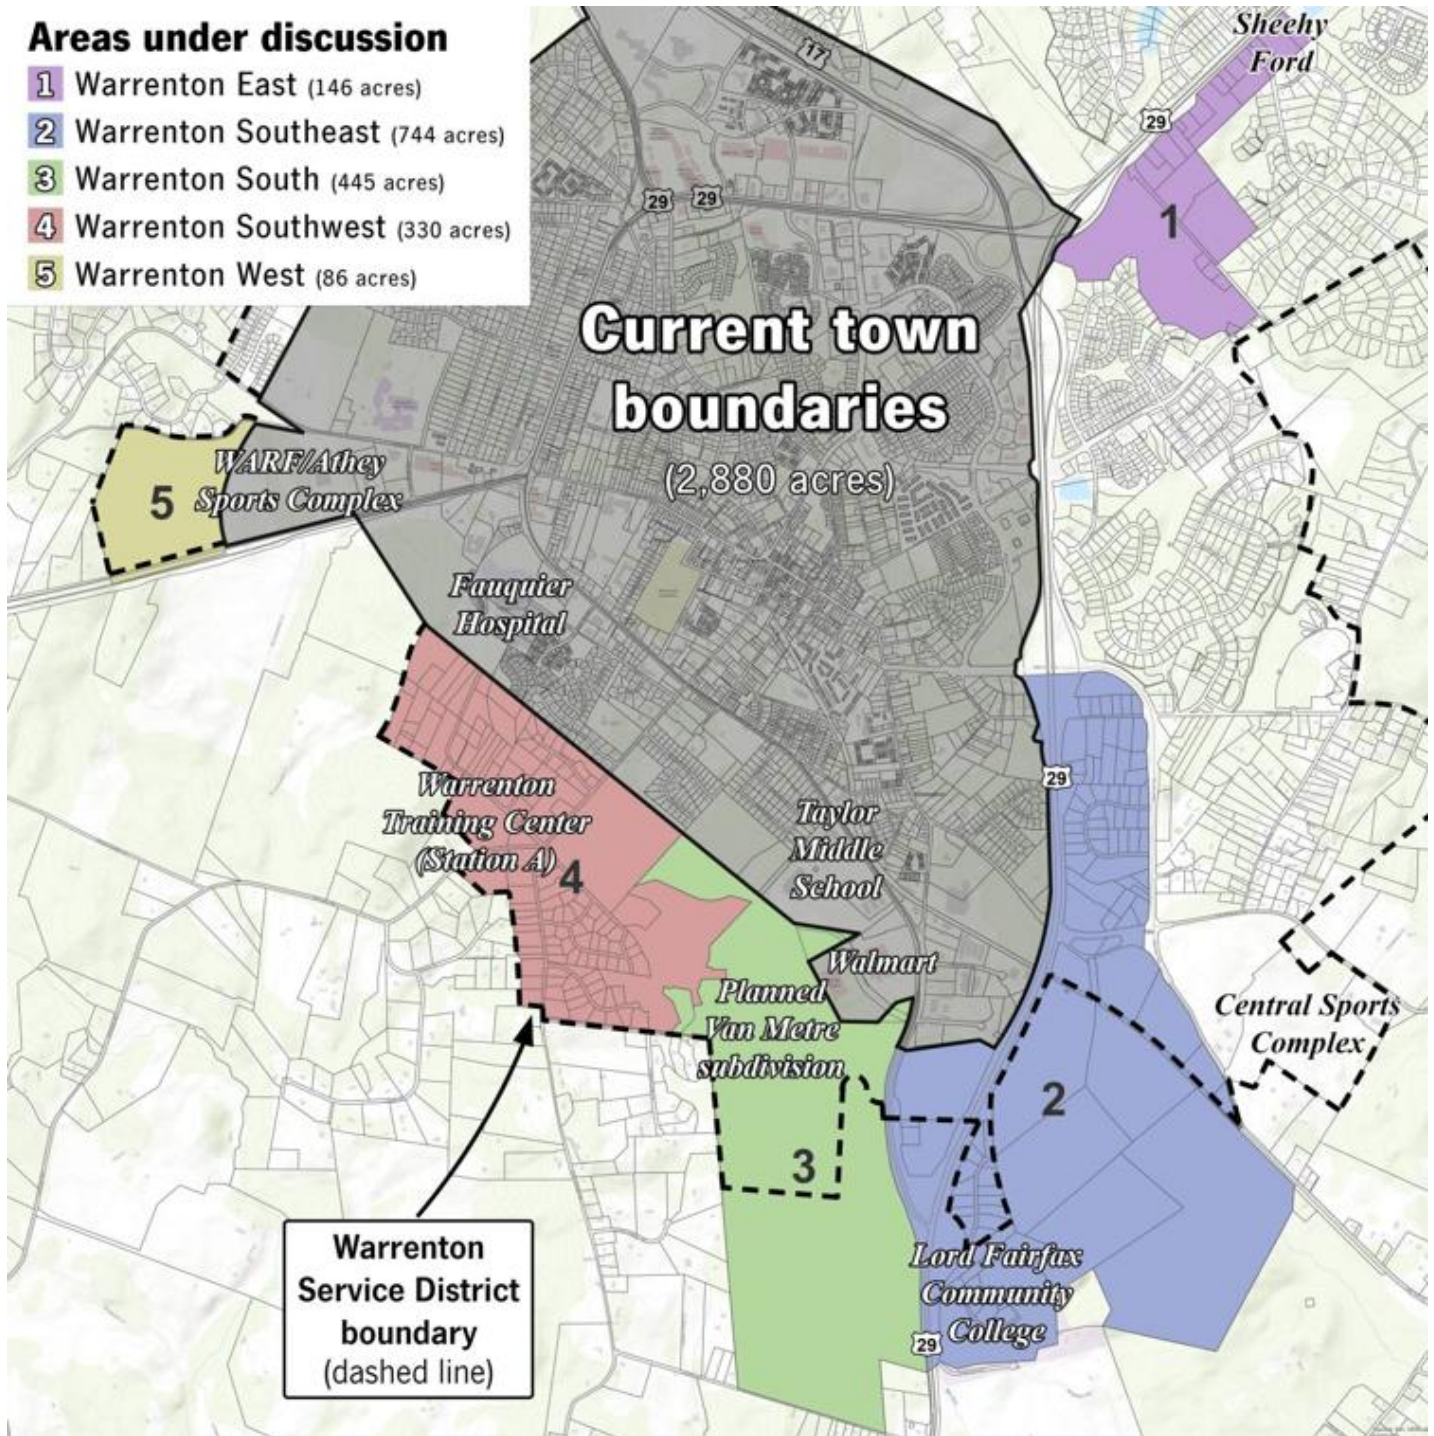 Areas under discussion
1 Warrenton East (146 acres)
2 Warrenton Southeast (744 acres)
3 Warrenton South (445 acres)
4 Warrenton Southwest (330 acres)
5 Warrenton West (86 acres)
Sheehy
Ford
17
29
29
29
1
Current town
boundaries
(2,880 acres)
WARF/Athey
Sports Complex
5
Fauquier
Hospital
29
Warrenton
Training Center
(Station A)
4
Taylor
Middle
School
Walmart
Planned
Van Metre
subdivision
Central Sports
Complex
2
3
Warrenton
Service District
boundary
(dashed line)
Lord Fairfax
Community
College
29